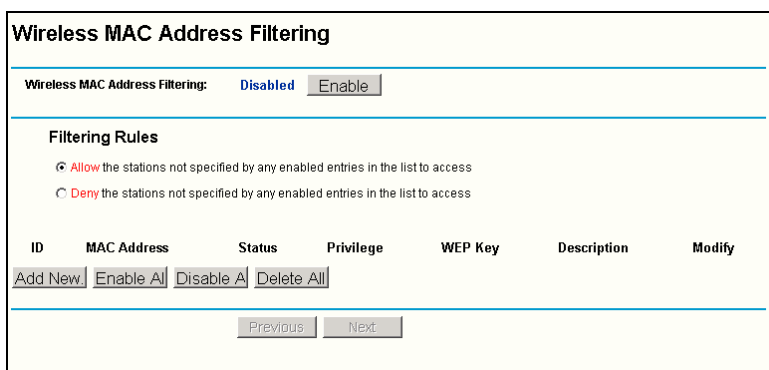 Wireless MAC Address Filtering
Wireless MAC Address Filtering: Disabled Enable
Filtering Rules
Allow the stations not specified by any enabled entries in the list to access
Deny the stations not specified by any enabled entries in the list to access
ID MAC Address Status Privilege WEP Key Description Modify
Add New. Enable Al Disable A Delete All
Previous Next